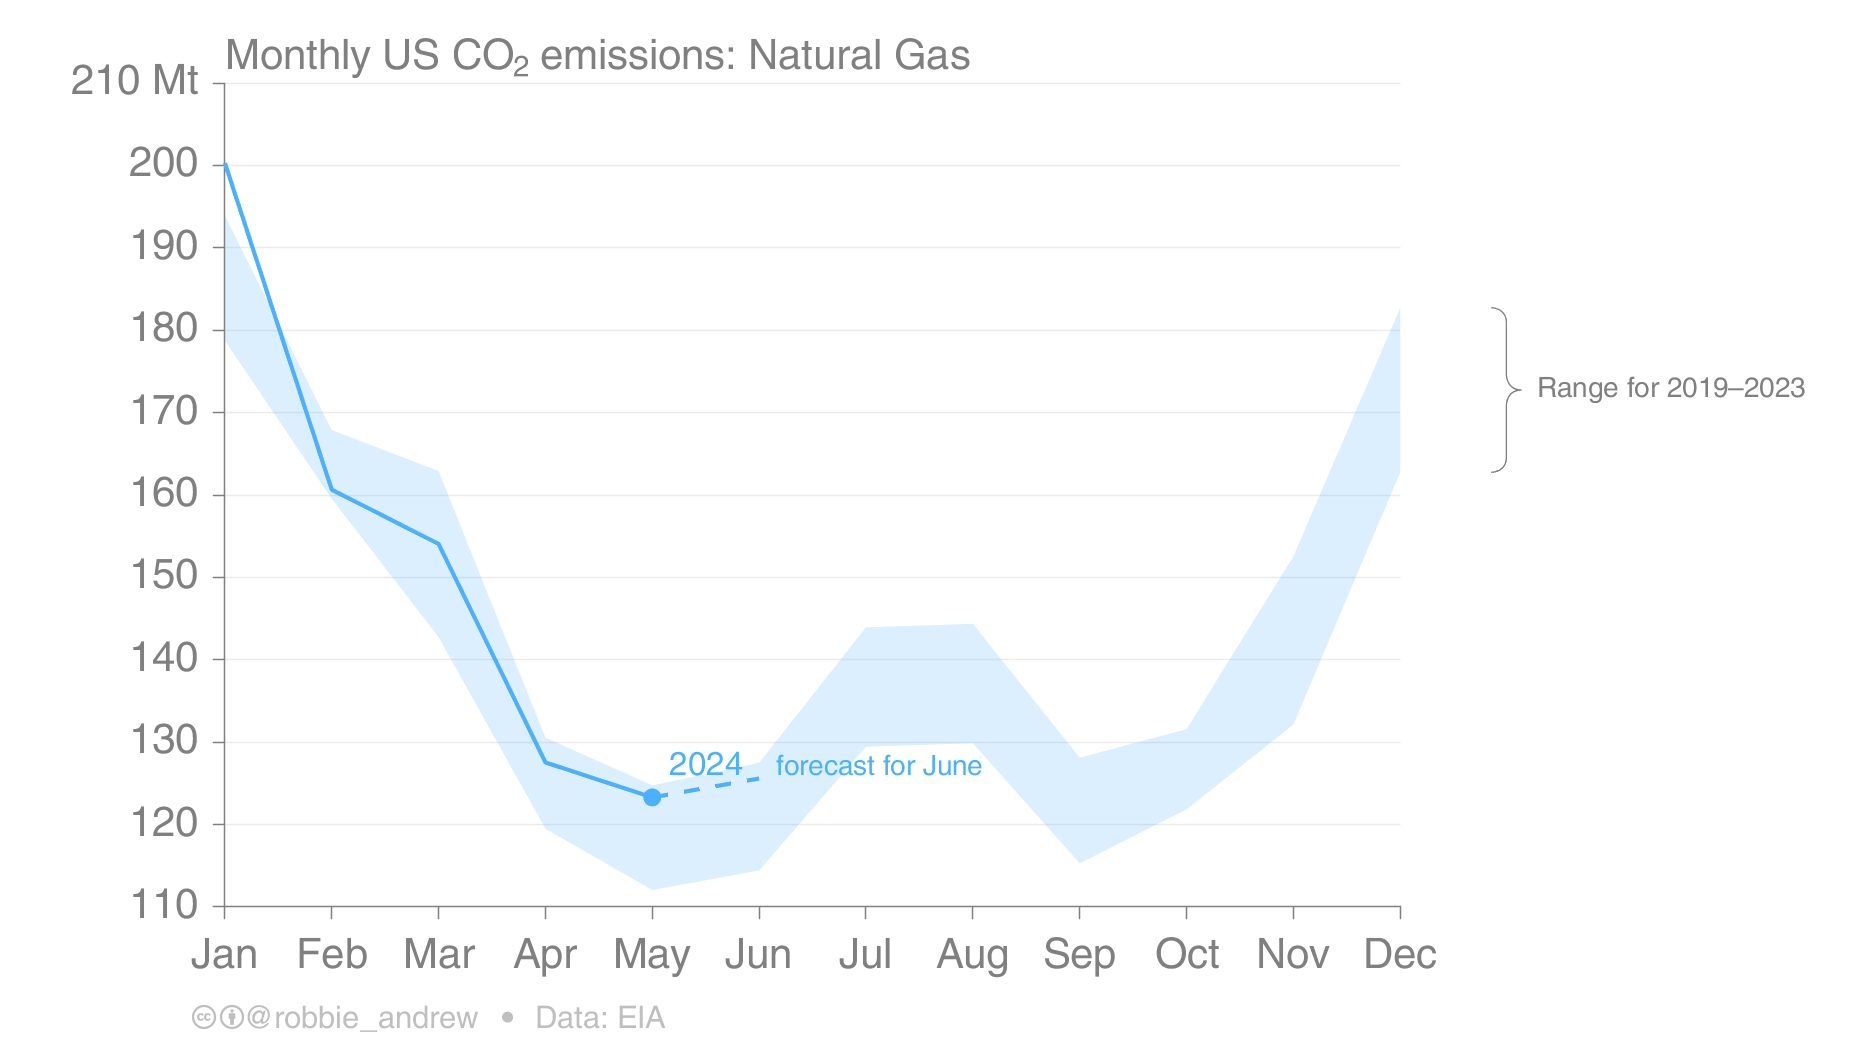 Monthly US CO₂ emissions: Natural Gas
210 Mt
200
190
180
170
160
150
140
130
120
110
Range for 2019–2023
2024 forecast for June
Jan Feb Mar Apr May Jun Jul Aug Sep Oct Nov Dec
@robbie_andrew • Data: EIA